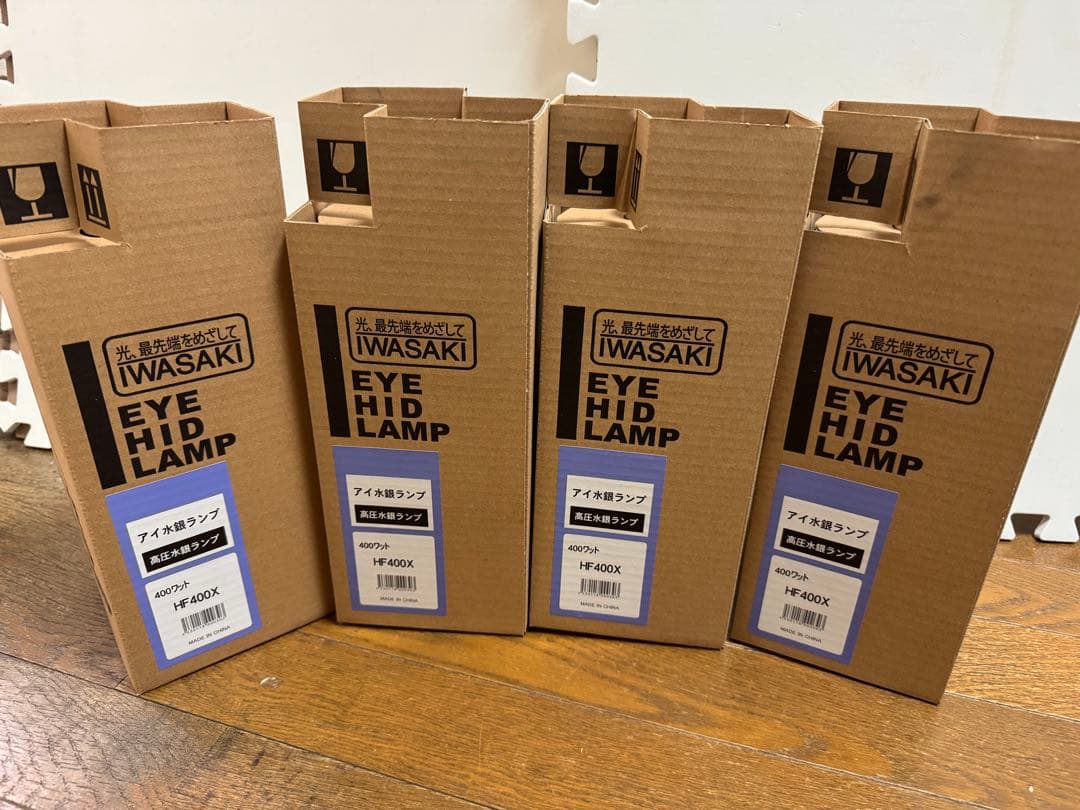 光、最先端をめざして
IWASAKI
EYE
HID
LAMP
アイ水銀ランプ
高圧水銀ランプ
400ワット
HF400X
MADE IN CHINA
光、最先端をめざして
IWASAKI
EYE
HID
LAMP
アイ水銀ランプ
高圧水銀ランプ
400ワット
HF400X
MADE IN CHINA
光、最先端をめざして
IWASAKI
EYE
HID
LAMP
アイ水銀ランプ
高圧水銀ランプ
400ワット
HF400X
MADE IN CHINA
光、最先端をめざして
IWASAKI
EYE
HID
LAMP
アイ水銀ランプ
高圧水銀ランプ
400ワット
HF400X
MADE IN CHINA